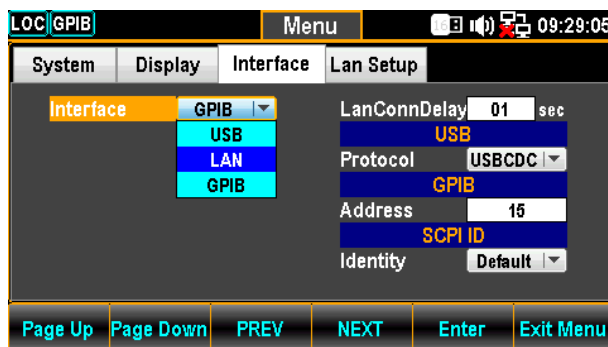 LOC GPIB Menu 16 09:29:05
System Display Interface Lan Setup
Interface GPIB LanConnDelay 01 sec
USB USB
LAN Protocol USBCDC
GPIB GPIB
Address 15
SCPI ID
Identity Default
Page Up Page Down PREV NEXT Enter Exit Menu